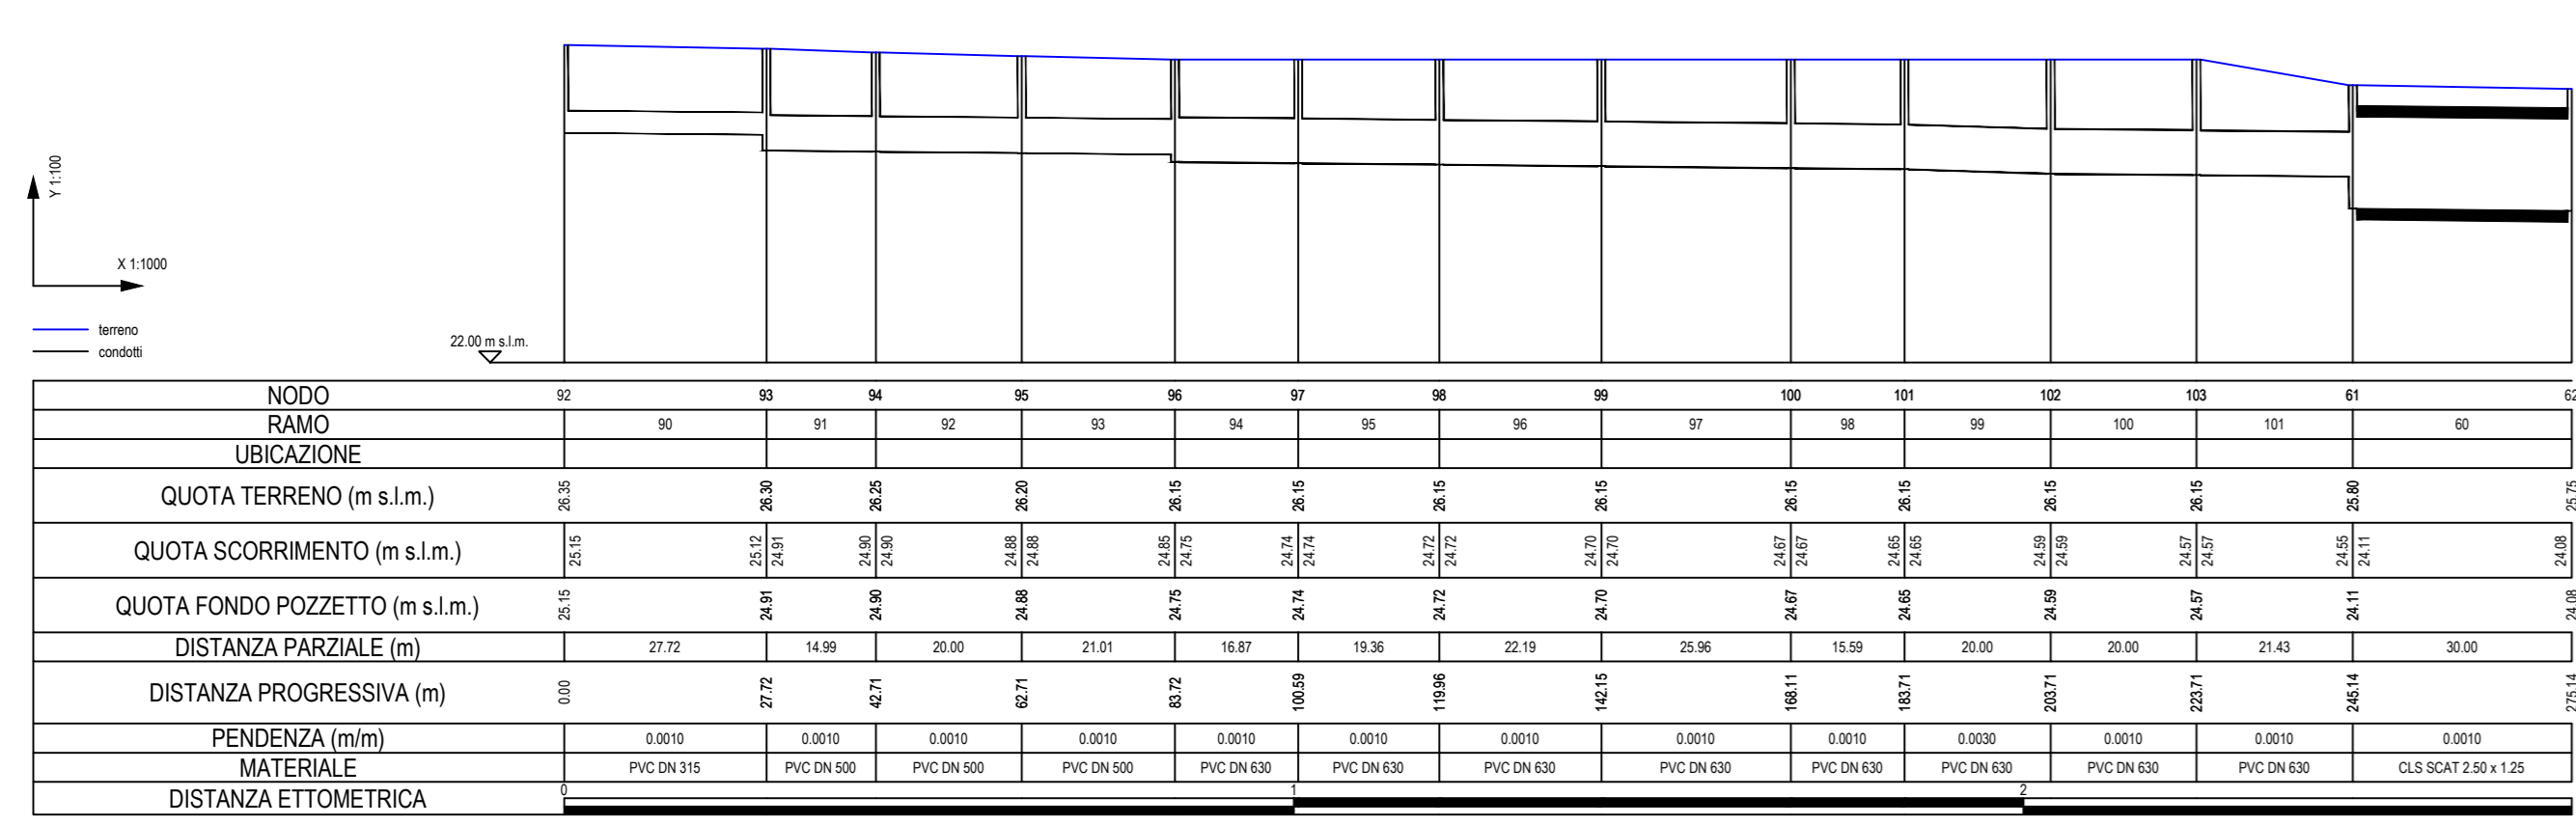 Y 1:100
X 1:1000
terreno
condotti
22.00 m s.l.m.
NODO 92 93 94 95 96 97 98 99 100 101 102 103 61 62
RAMO 90 91 92 93 94 95 96 97 98 99 100 101 60
UBICAZIONE
QUOTA TERRENO (m s.l.m.) 26.35 26.30 26.25 26.20 26.15 26.15 26.15 26.15 26.15 26.15 26.15 26.15 25.80 25.75
QUOTA SCORRIMENTO (m s.l.m.) 25.15 25.12 24.91 24.90 24.90 24.88 24.88 24.85 24.75 24.74 24.74 24.72 24.72 24.70 24.70 24.67 24.67 24.65 24.65 24.59 24.59 24.57 24.57 24.55 24.11 24.08
QUOTA FONDO POZZETTO (m s.l.m.) 25.15 24.91 24.90 24.88 24.75 24.74 24.72 24.70 24.67 24.65 24.59 24.57 24.11 24.08
DISTANZA PARZIALE (m) 27.72 14.99 20.00 21.01 16.87 19.36 22.19 25.96 15.59 20.00 20.00 21.43 30.00
DISTANZA PROGRESSIVA (m) 0.00 27.72 42.71 62.71 83.72 100.59 119.96 142.15 168.11 183.71 203.71 223.71 245.14 275.14
PENDENZA (m/m) 0.0010 0.0010 0.0010 0.0010 0.0010 0.0010 0.0010 0.0010 0.0010 0.0030 0.0010 0.0010 0.0010
MATERIALE PVC DN 315 PVC DN 500 PVC DN 500 PVC DN 500 PVC DN 630 PVC DN 630 PVC DN 630 PVC DN 630 PVC DN 630 PVC DN 630 PVC DN 630 PVC DN 630 CLS SCAT 2.50 x 1.25
DISTANZA ETTOMETRICA 0 1 2